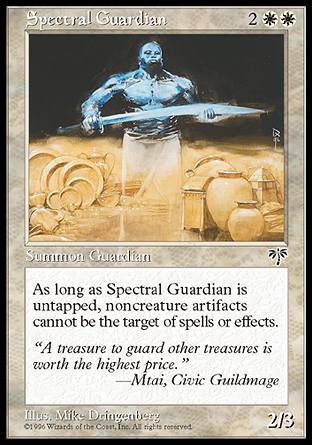 Spectral Guardian 2
Summon Guardian
As long as Spectral Guardian is
untapped, noncreature artifacts
cannot be the target of spells or effects.
“A treasure to guard other treasures is
worth the highest price.”
—Mtai, Civic Guildmage
Illus. Mike Dringenberg
©1996 Wizards of the Coast, Inc. All rights reserved.
2/3